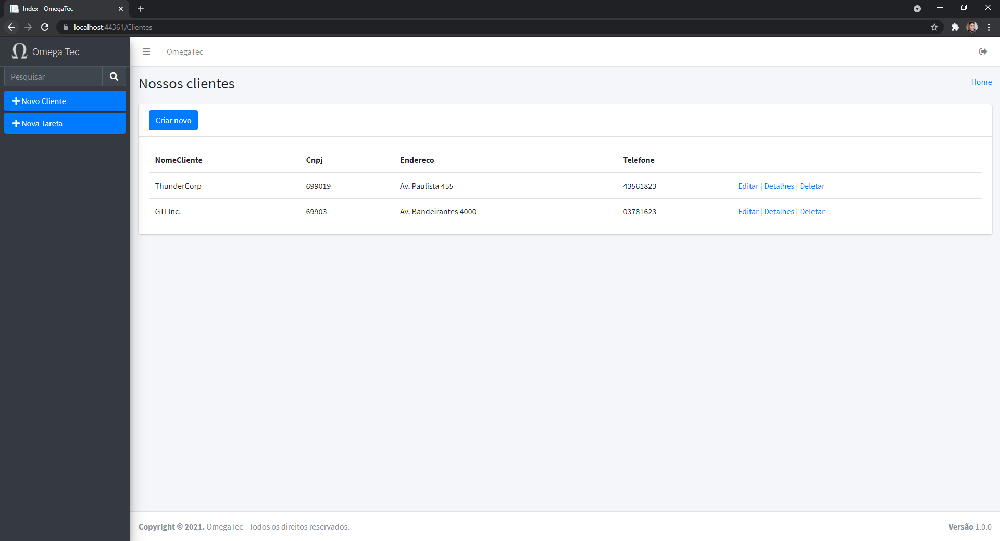 Index - OmegaTec
localhost:44361/Clientes
Omega Tec
OmegaTec
Pesquisar
Novo Cliente
Nova Tarefa
Nossos clientes
Home
Criar novo
NomeCliente Cnpj Endereco Telefone
ThunderCorp 699019 Av. Paulista 455 43561823 Editar | Detalhes | Deletar
GTI Inc. 69903 Av. Bandeirantes 4000 03781623 Editar | Detalhes | Deletar
Copyright © 2021. OmegaTec - Todos os direitos reservados.
Versão 1.0.0